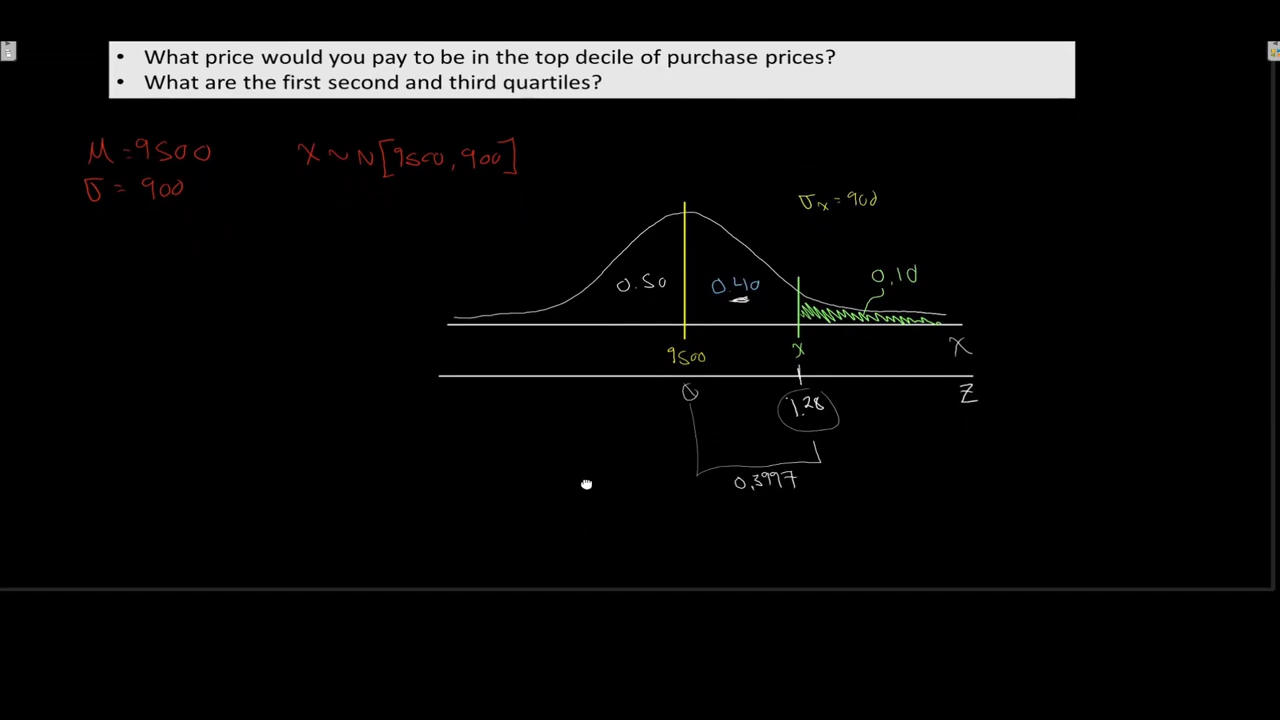 • What price would you pay to be in the top decile of purchase prices?
• What are the first second and third quartiles?
μ = 9500
σ = 900
X ~ N[9500, 900]
σx = 900
0.50
0.40
0.10
9500
x
X
0
1.28
Z
0.3997